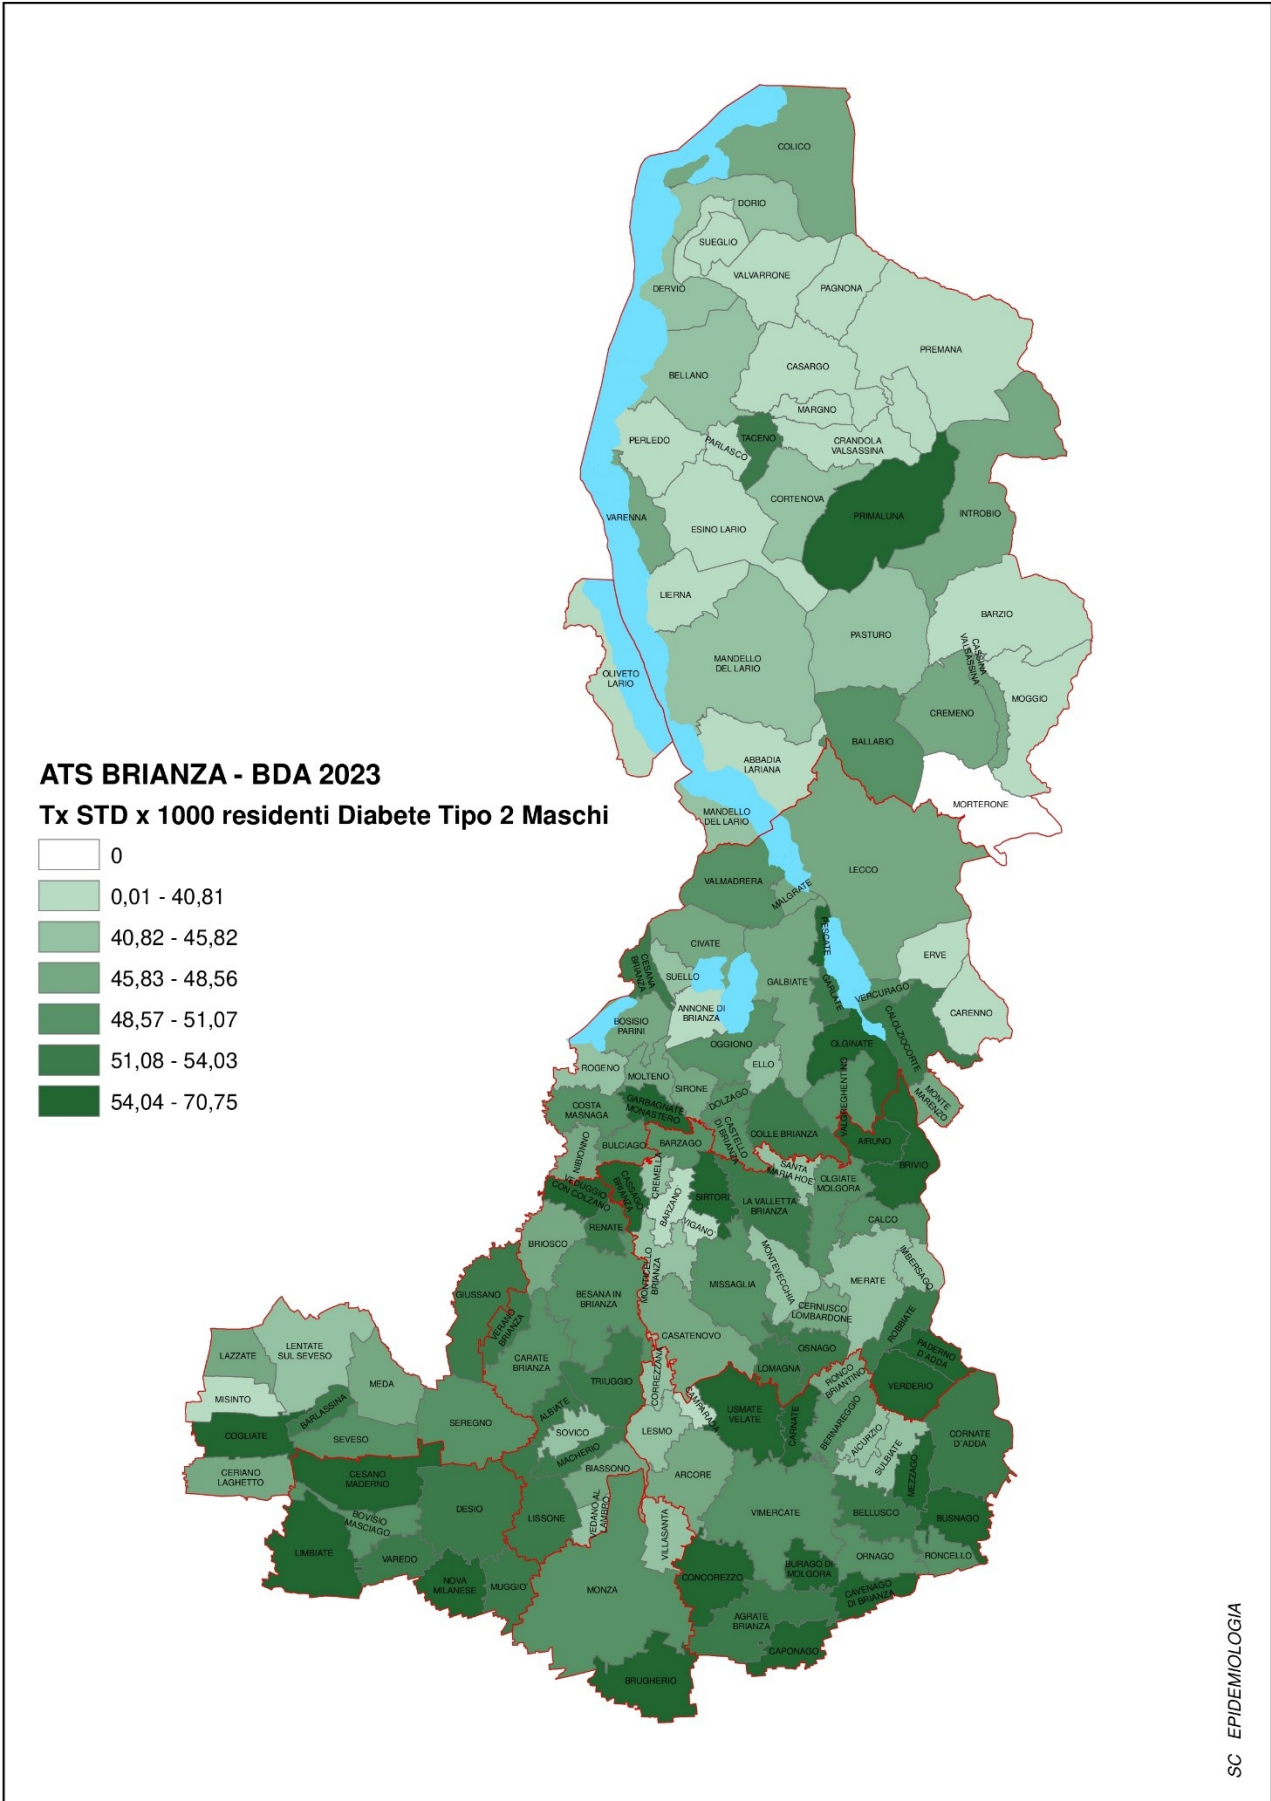 COLICO
DORIO
SUEGLIO
VALVARRONE
PAGNONA
DERVIO
PREMANA
CASARGO
BELLANO
MARGNO
PERLEDO
PARLASCO
TACENO
CRANDOLA
VALSASSINA
CORTENOVA
PRIMALUNA
INTROBIO
VARENNA
ESINO LARIO
LIERNA
BARZIO
PASTURO
CASSINA
VALSASSINA
MANDELLO
DEL LARIO
OLIVETO
LARIO
MOGGIO
CREMENO
BALLABIO
ABBADIA
LARIANA
ATS BRIANZA - BDA 2023
Tx STD x 1000 residenti Diabete Tipo 2 Maschi
0
0,01 - 40,81
40,82 - 45,82
45,83 - 48,56
48,57 - 51,07
51,08 - 54,03
54,04 - 70,75
MORTERONE
MANDELLO
DEL LARIO
LECCO
VALMADRERA
MALGRATE
PESCATE
CIVATE
ERVE
CESANA
BRIANZA
SUELLO
GALBIATE
GARLATE
VERCURAGO
ANNONE DI
BRIANZA
CARENNO
BOSISIO
PARINI
CALOLZIOCORTE
OGGIONO
OLGINATE
ELLO
ROGENO
MOLTENO
SIRONE
DOLZAGO
VALGREGHENTINO
MONTE
MARENZO
COSTA
MASNAGA
GARBAGNATE
MONASTERO
CASTELLO
DI BRIANZA
COLLE BRIANZA
AIRUNO
BULCIAGO
BARZAGO
NIBIONNO
BRIVIO
SANTA
MARIA HOE
CREMELLA
OLGIATE
MOLGORA
VEDUGGIO
CON COLZANO
CASSAGO
BRIANZA
BARZANO
SIRTORI
LA VALLETTA
BRIANZA
VIGANO
CALCO
RENATE
BRIOSCO
MONTICELLO
BRIANZA
MONTEVECCHIA
IMBERSAGO
MERATE
MISSAGLIA
GIUSSANO
BESANA IN
BRIANZA
CERNUSCO
LOMBARDONE
VERANO
BRIANZA
ROBBIATE
CASATENOVO
OSNAGO
PADERNO
D'ADDA
LENTATE
SUL SEVESO
LAZZATE
CARATE
BRIANZA
LOMAGNA
RONCO
BRIANTINO
MEDA
TRIUGGIO
CORREZZANA
VERDERIO
MISINTO
CAMPARADA
USMATE
VELATE
CARNATE
BERNAREGGIO
BARLASSINA
ALBIATE
SEREGNO
SOVICO
LESMO
AICURZIO
SULBIATE
CORNATE
D'ADDA
COGLIATE
SEVESO
MACHERIO
BIASSONO
ARCORE
MEZZAGO
CERIANO
LAGHETTO
CESANO
MADERNO
DESIO
LISSONE
VEDANO AL
LAMBRO
VILLASANTA
VIMERCATE
BELLUSCO
BUSNAGO
BOVISIO
MASCIAGO
LIMBIATE
VAREDO
NOVA
MILANESE
MUGGIO'
MONZA
CONCOREZZO
BURAGO DI
MOLGORA
ORNAGO
RONCELLO
CAVENAGO
DI BRIANZA
AGRATE
BRIANZA
CAPONAGO
BRUGHERIO
SC EPIDEMIOLOGIA